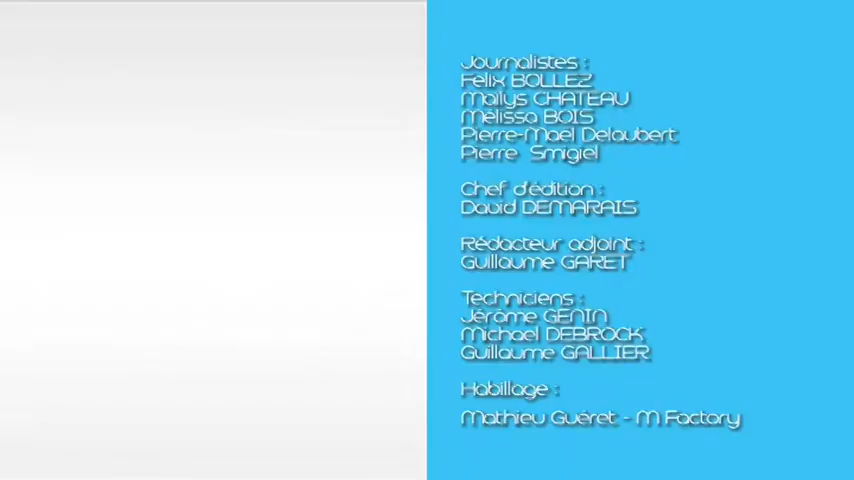 Journalistes :
Félix BOLLEZ
Maïlys CHATEAU
Mélissa BOIS
Pierre-Maël Delaubert
Pierre Smigiel
Chef d'édition :
David DEMARAIS
Rédacteur adjoint :
Guillaume GARET
Techniciens :
Jérôme GENIN
Michael DEBROCK
Guillaume GALLIER
Habillage :
Mathieu Guéret - M Factory